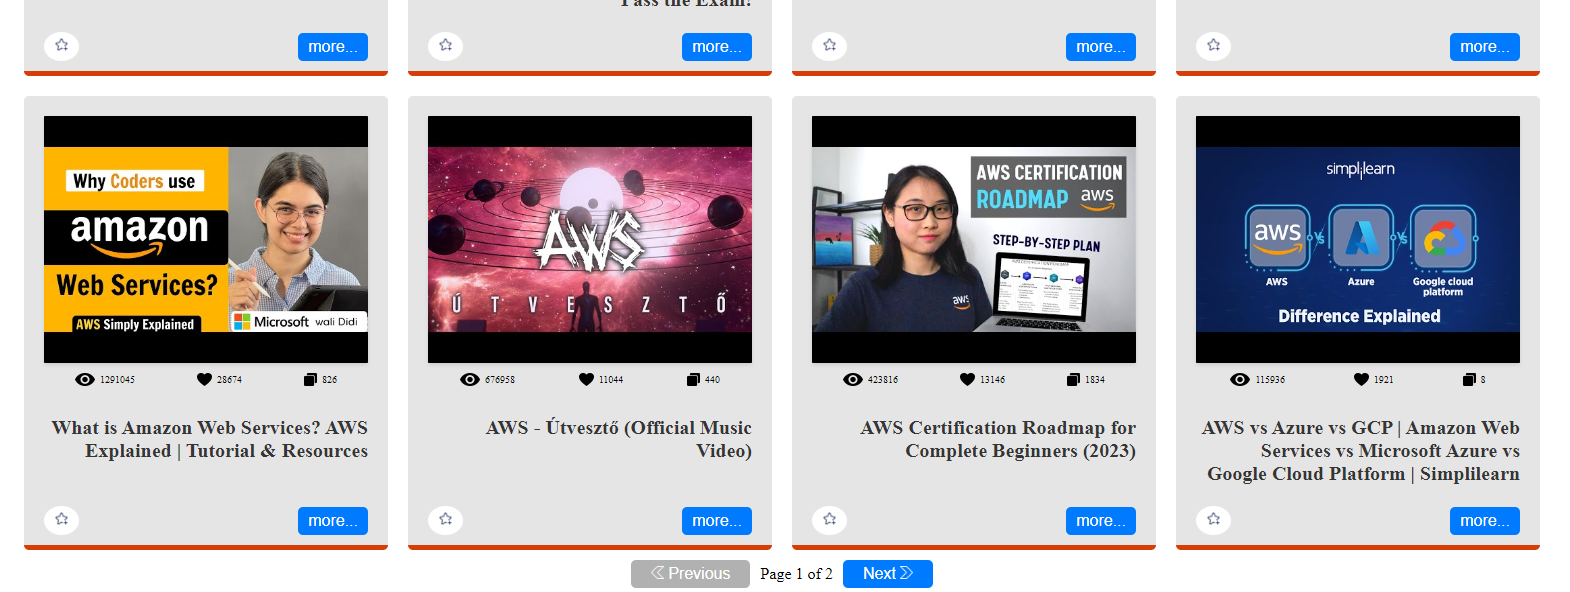 Pass the Exam!
more...
more...
more...
more...
Why Coders use
amazon
Web Services?
AWS Simply Explained
Microsoft wali Didi
1291045 28674 826
What is Amazon Web Services? AWS
Explained | Tutorial & Resources
more...
AWS
ÚTVESZTŐ
676958 11044 440
AWS - Útvesztő (Official Music
Video)
more...
AWS CERTIFICATION
ROADMAP aws
STEP-BY-STEP PLAN
aws
423816 13146 1834
AWS Certification Roadmap for
Complete Beginners (2023)
more...
simplilearn
aws VS VS
AWS Azure Google cloud
platform
Difference Explained
115936 1921 8
AWS vs Azure vs GCP | Amazon Web
Services vs Microsoft Azure vs
Google Cloud Platform | Simplilearn
more...
Previous Page 1 of 2 Next